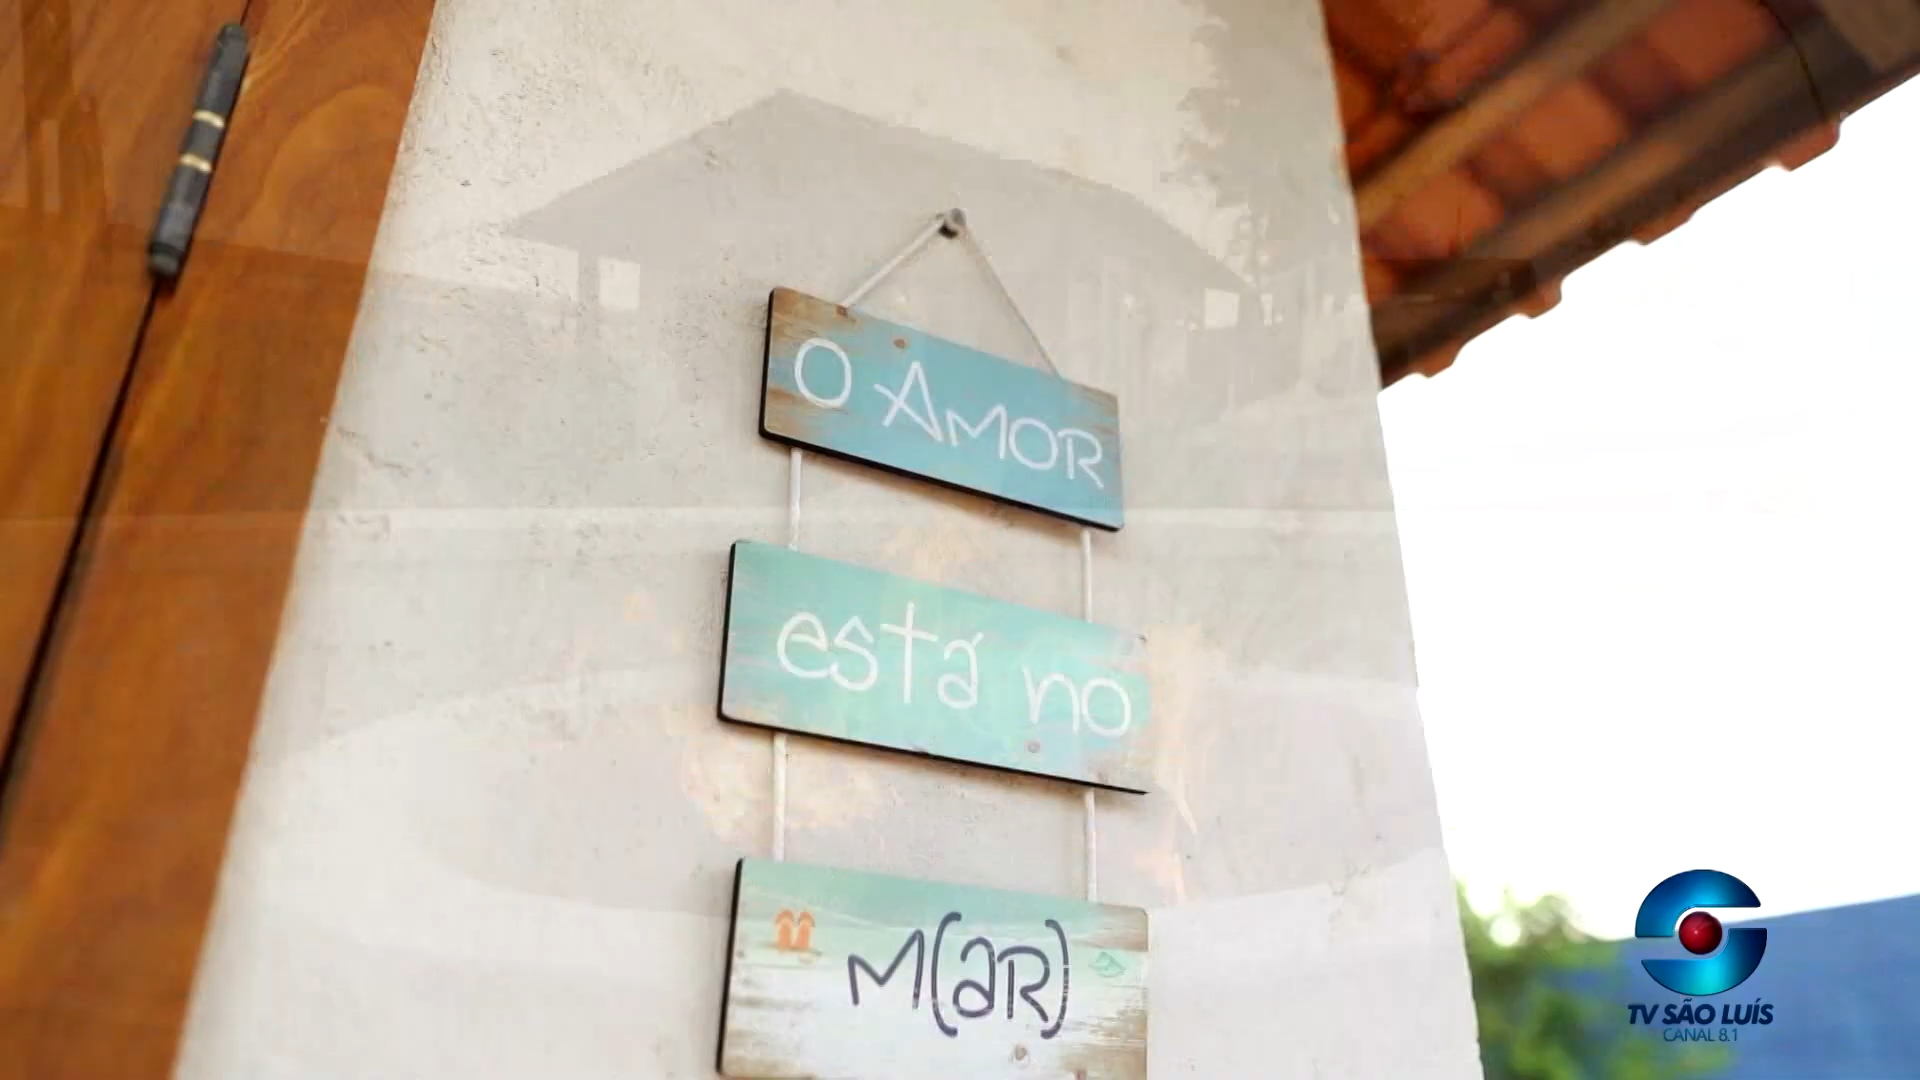 O AMOR
está no
M(aR)
TV SÃO LUÍS
CANAL 8.1